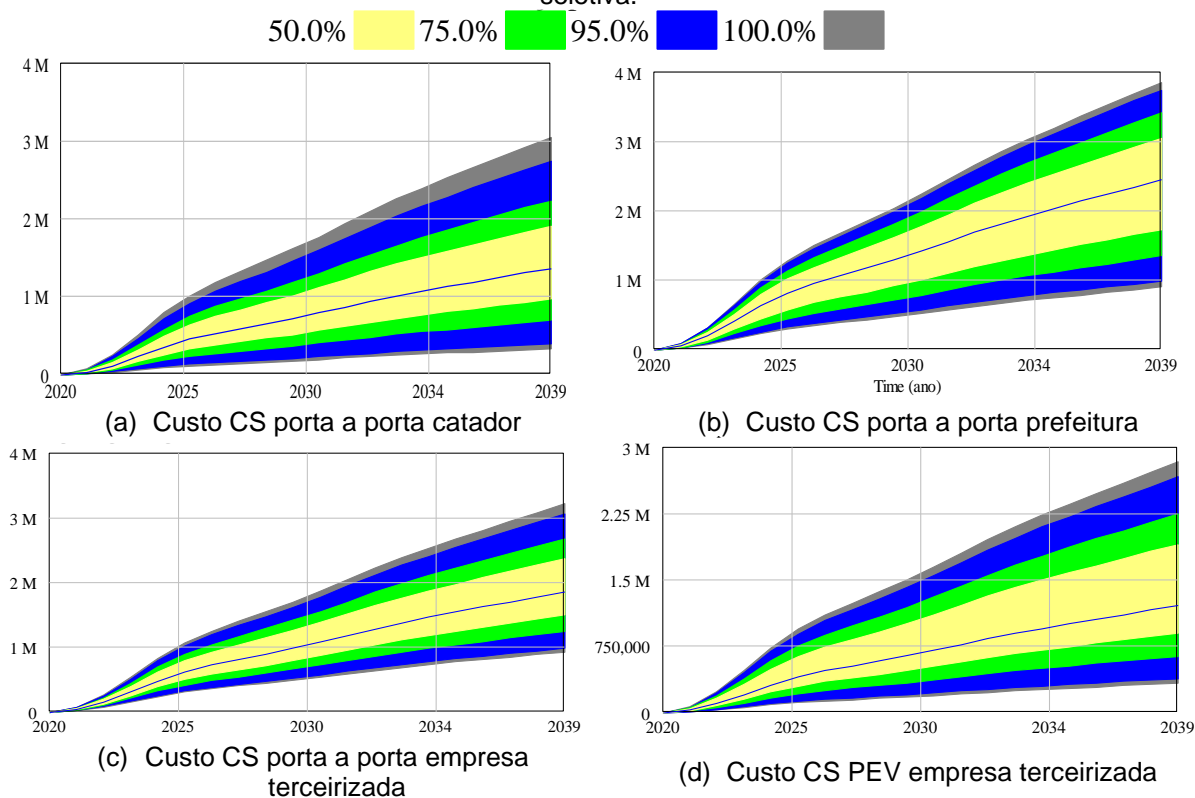 seletiva.
50.0% 75.0% 95.0% 100.0%
4 M
3 M
2 M
1 M
0
2020 2025 2030 2034 2039
(a) Custo CS porta a porta catador
4 M
3 M
2 M
1 M
0
2020 2025 2030 2034 2039
Time (ano)
(b) Custo CS porta a porta prefeitura
4 M
3 M
2 M
1 M
0
2020 2025 2030 2034 2039
(c) Custo CS porta a porta empresa
terceirizada
3 M
2.25 M
1.5 M
750,000
0
2020 2025 2030 2034 2039
(d) Custo CS PEV empresa terceirizada